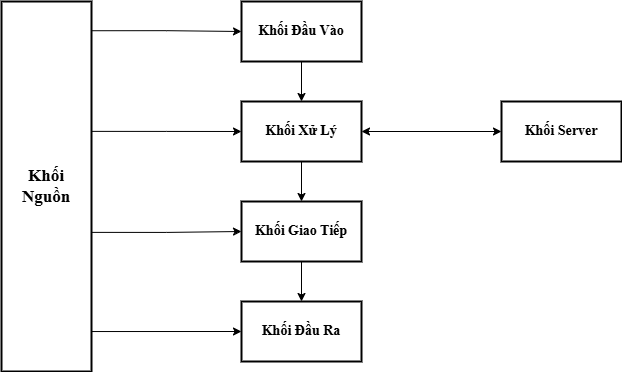 Khối Đầu Vào
Khối Xử Lý
Khối Server
Khối
Nguồn
Khối Giao Tiếp
Khối Đầu Ra